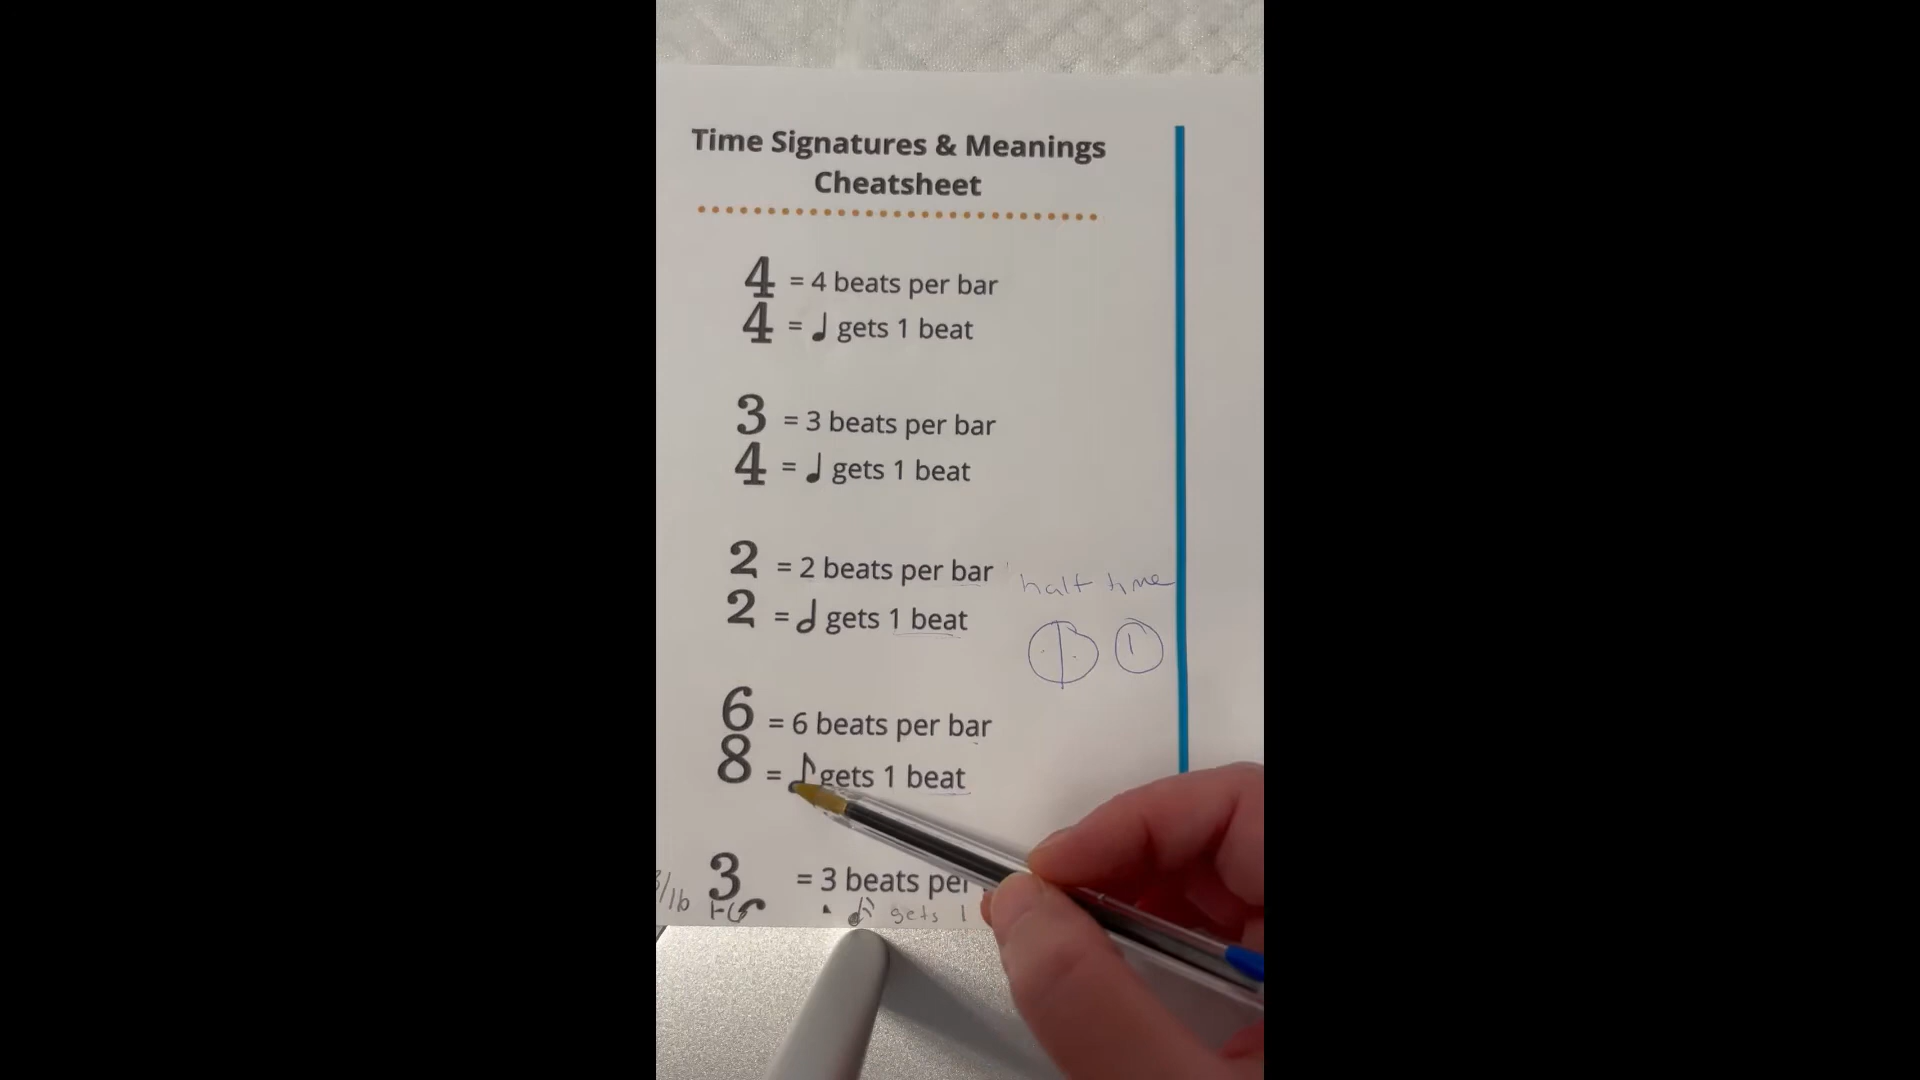 Time Signatures & Meanings
Cheatsheet
4 = 4 beats per bar
4 = ♩ gets 1 beat
3 = 3 beats per bar
4 = ♩ gets 1 beat
2 = 2 beats per bar half time
2 = 𝅗𝅥 gets 1 beat
6 = 6 beats per bar
8 = ♪ gets 1 beat
3 = 3 beats per
gets 1